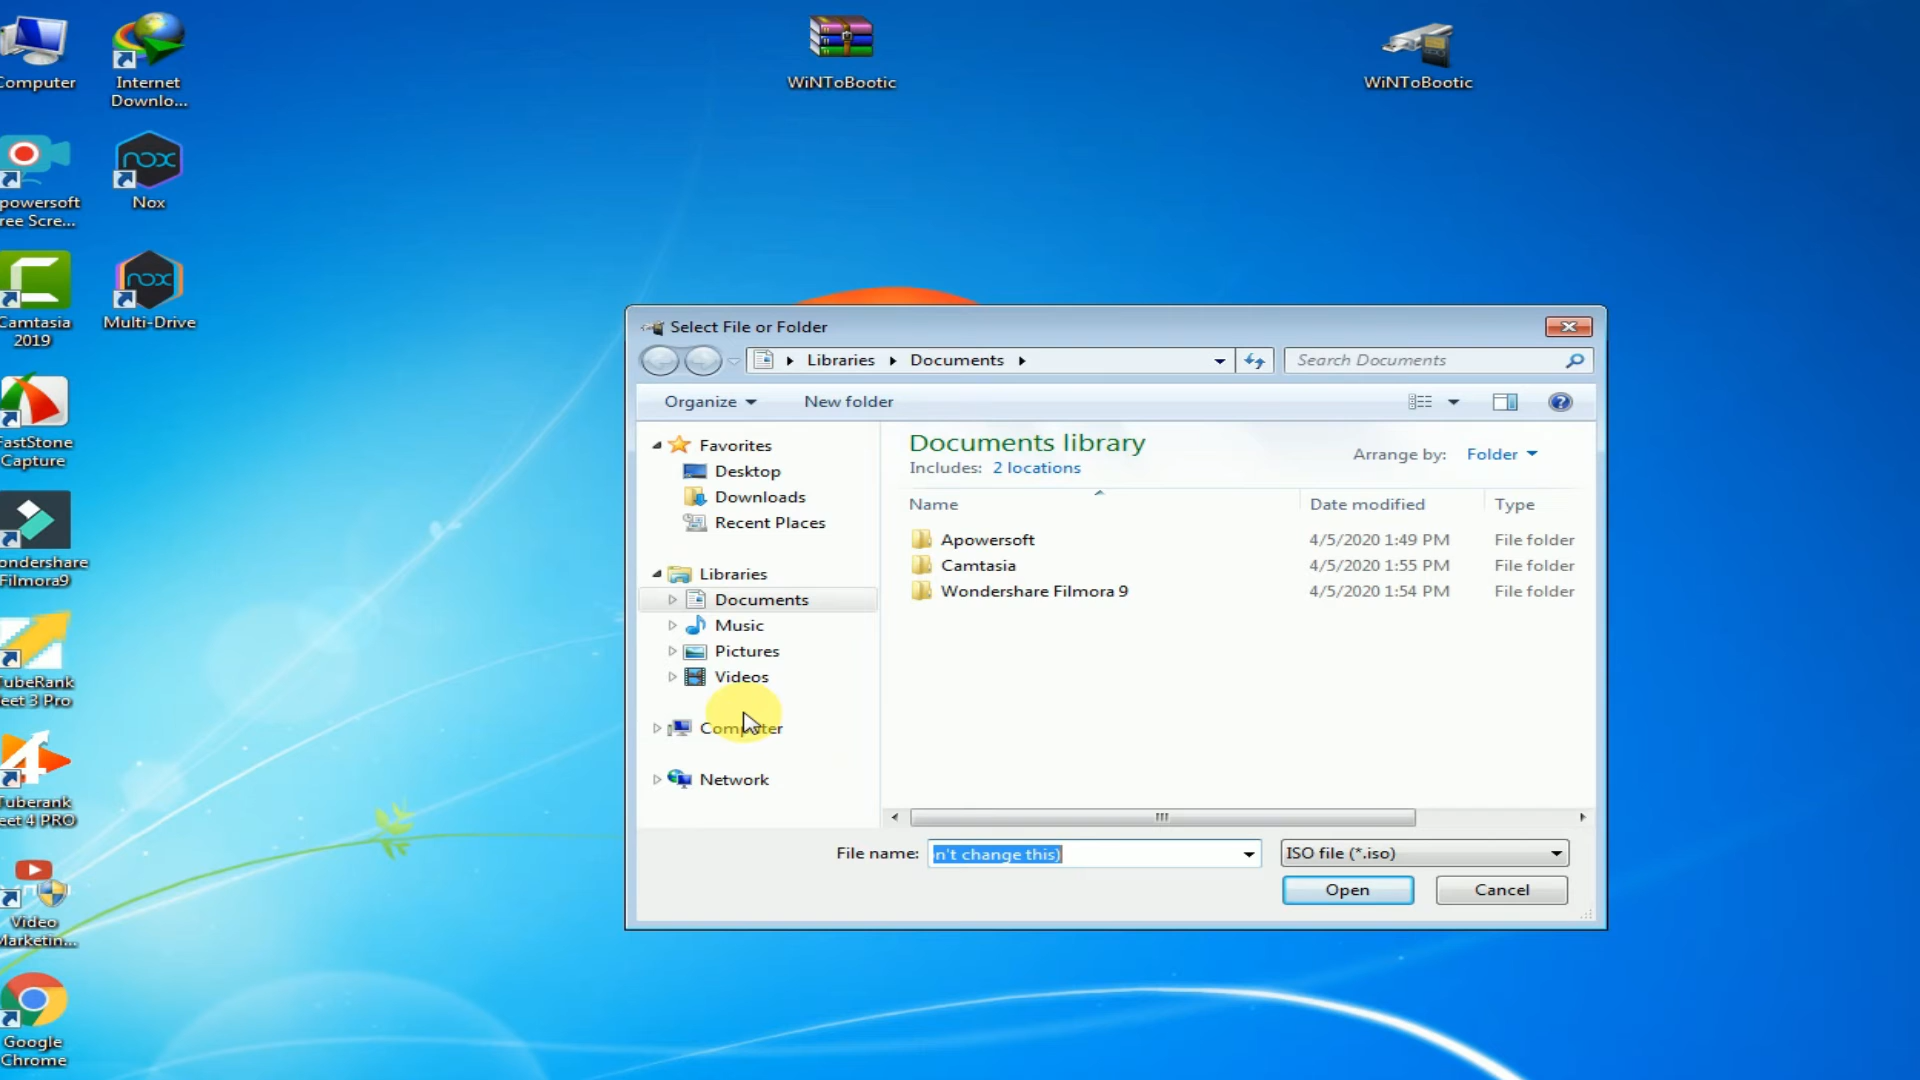 Computer
Internet
Downlo...
WiNToBootic
WiNToBootic
powersoft
ree Scre...
nox
Nox
Camtasia
2019
nox
Multi-Drive
FastStone
Capture
ondershare
Filmora9
TubeRank
eet 3 Pro
4
Tuberank
eet 4 PRO
Video
Marketin...
Google
Chrome
Select File or Folder
Libraries
Documents
Search Documents
Organize
New folder
Favorites
Desktop
Downloads
Recent Places
Libraries
Documents
Music
Pictures
Videos
Computer
Network
Documents library
Includes: 2 locations
Arrange by: Folder
Name Date modified Type
Apowersoft 4/5/2020 1:49 PM File folder
Camtasia 4/5/2020 1:55 PM File folder
Wondershare Filmora 9 4/5/2020 1:54 PM File folder
File name: n't change this)
ISO file (*.iso)
Open Cancel